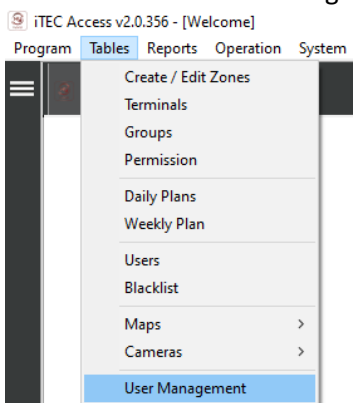 iTEC Access v2.0.356 - [Welcome]
Program Tables Reports Operation System
Create / Edit Zones
Terminals
Groups
Permission
Daily Plans
Weekly Plan
Users
Blacklist
Maps
Cameras
User Management